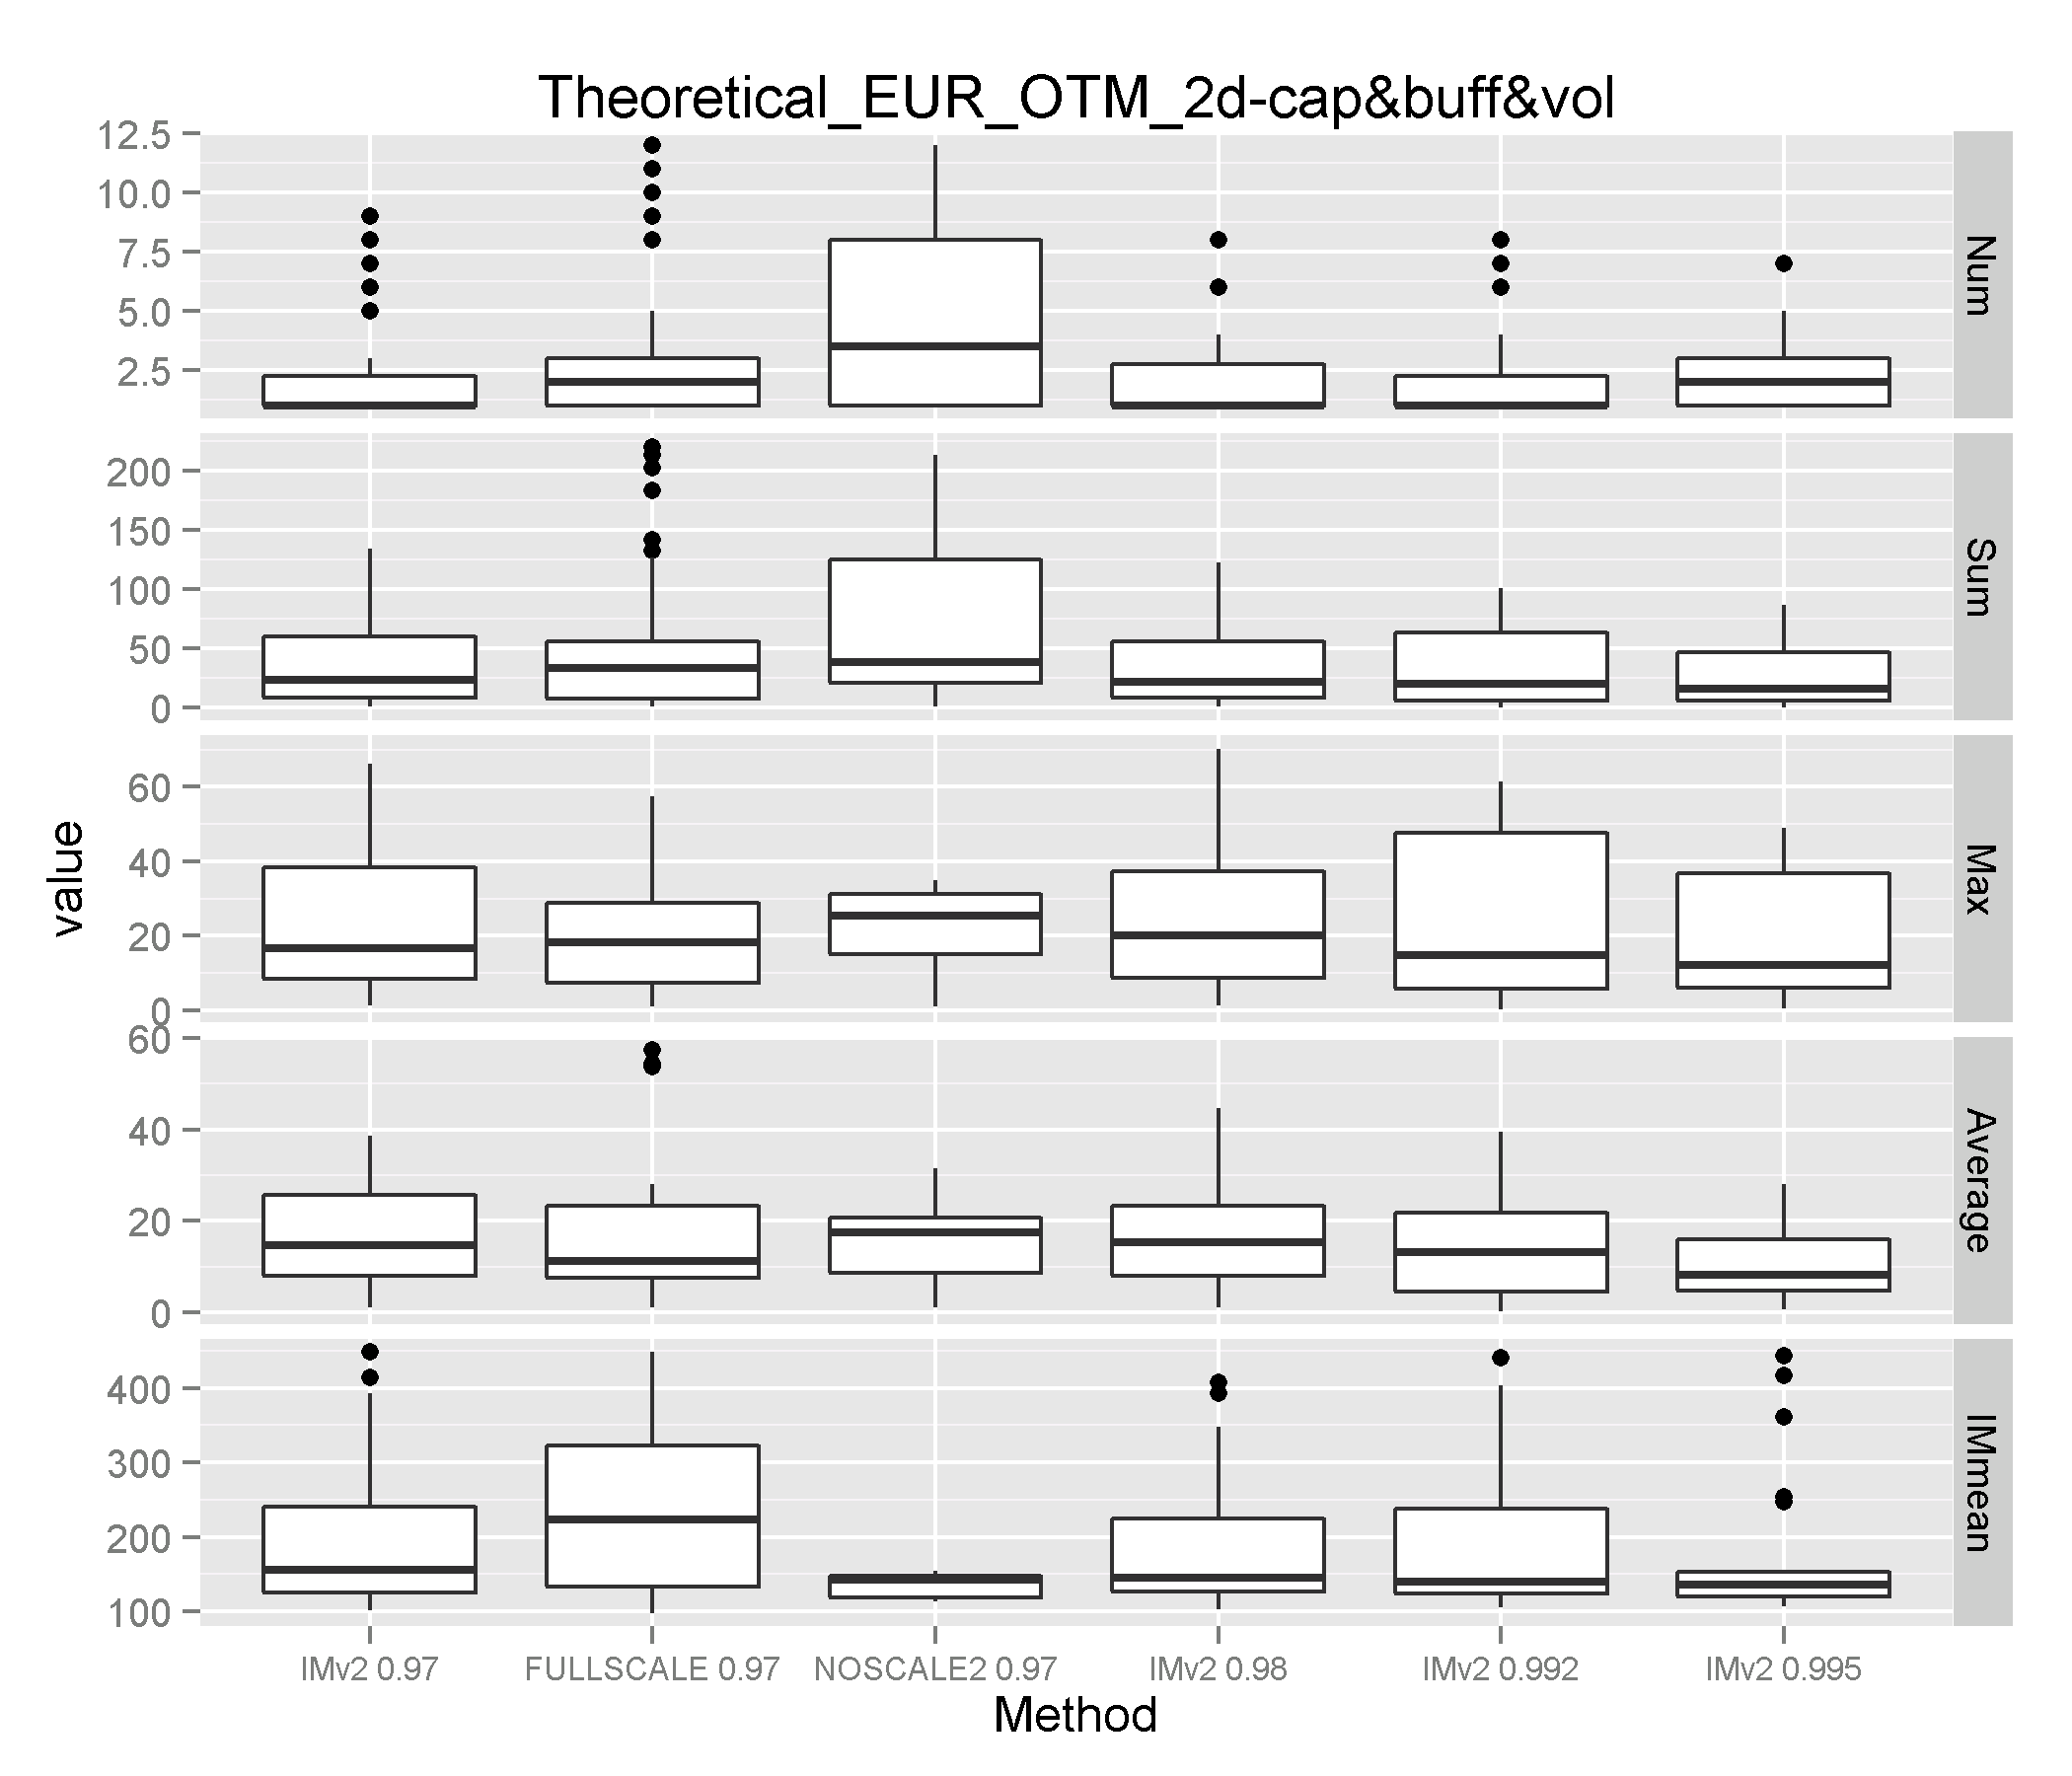 Theoretical_EUR_OTM_2d-cap&buff&vol
12.5
10.0
7.5
5.0
2.5
Num
200
150
100
50
0
Sum
60
40
20
0
Max
60
40
20
0
Average
400
300
200
100
IMmean
value
IMv2 0.97 FULLSCALE 0.97 NOSCALE2 0.97 IMv2 0.98 IMv2 0.992 IMv2 0.995
Method